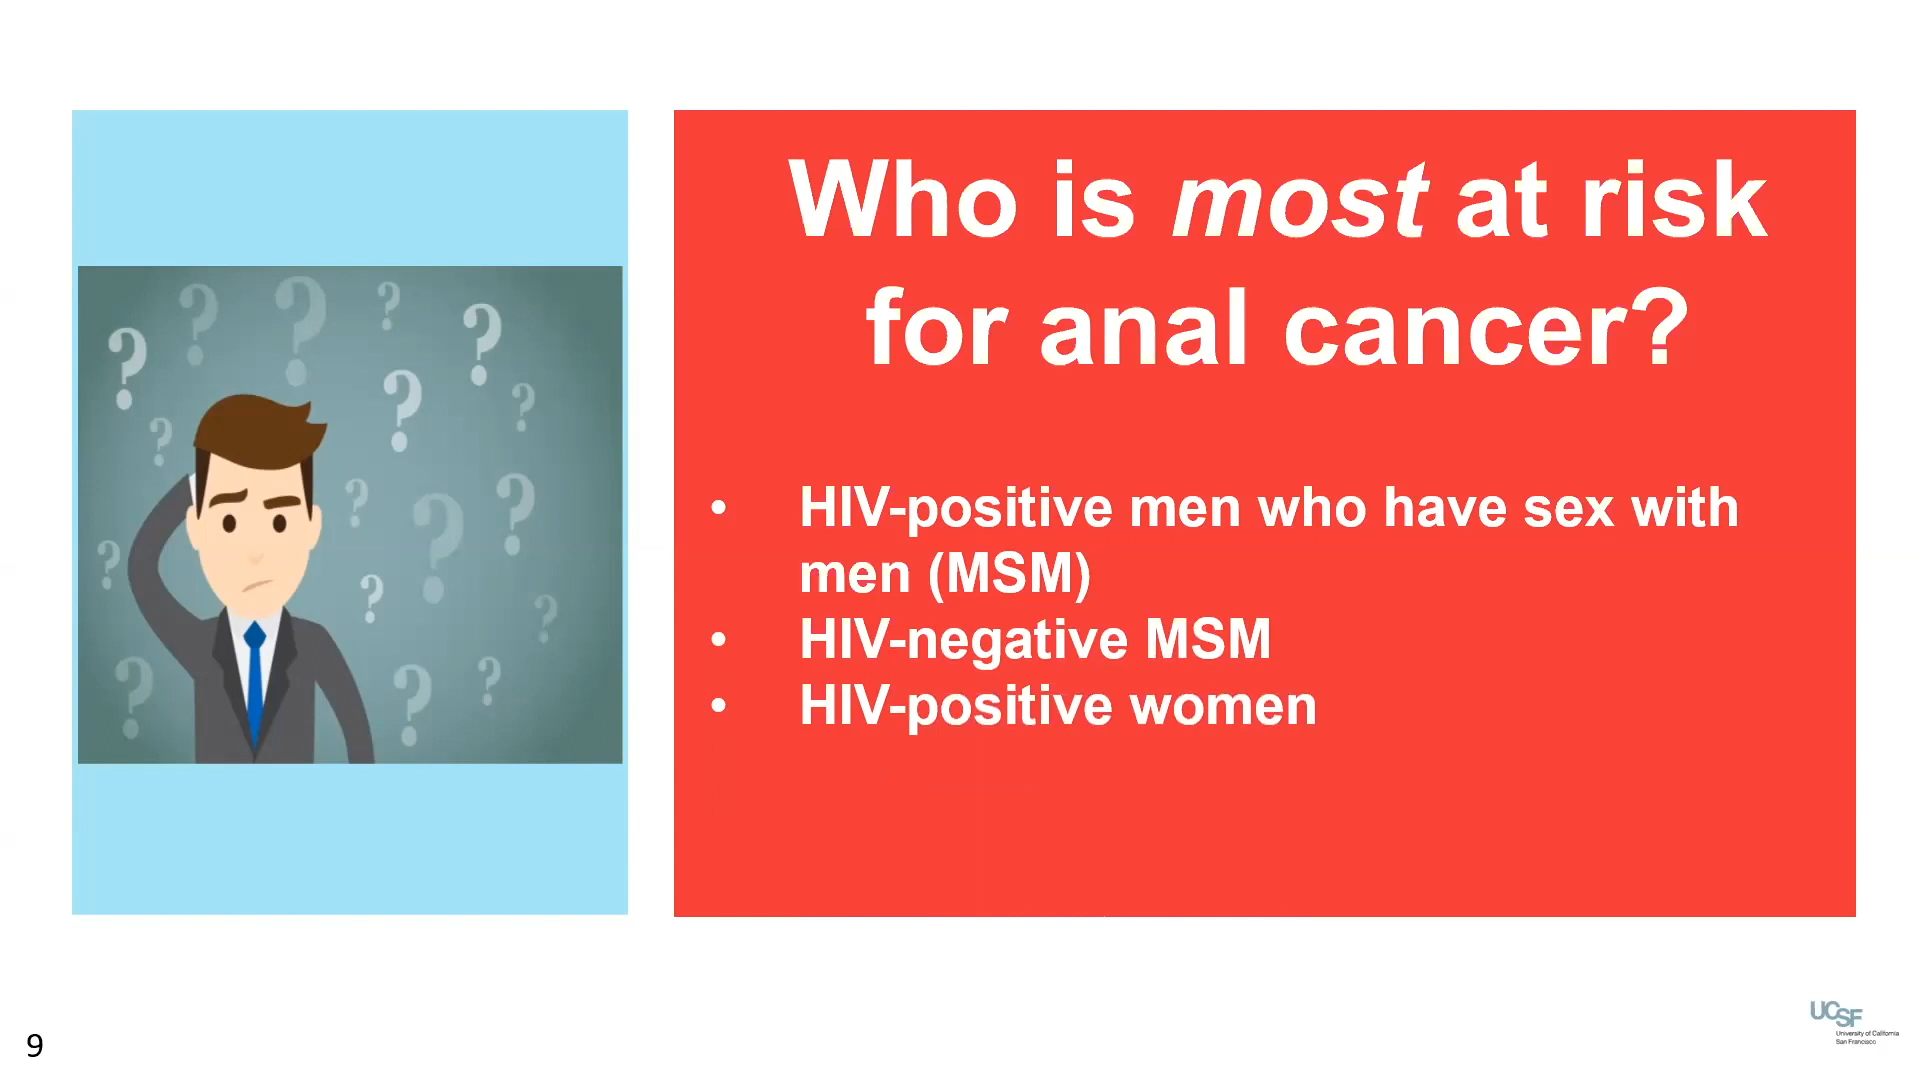 Who is most at risk
for anal cancer?
• HIV-positive men who have sex with
men (MSM)
• HIV-negative MSM
• HIV-positive women
9
UCSF
University of California
San Francisco